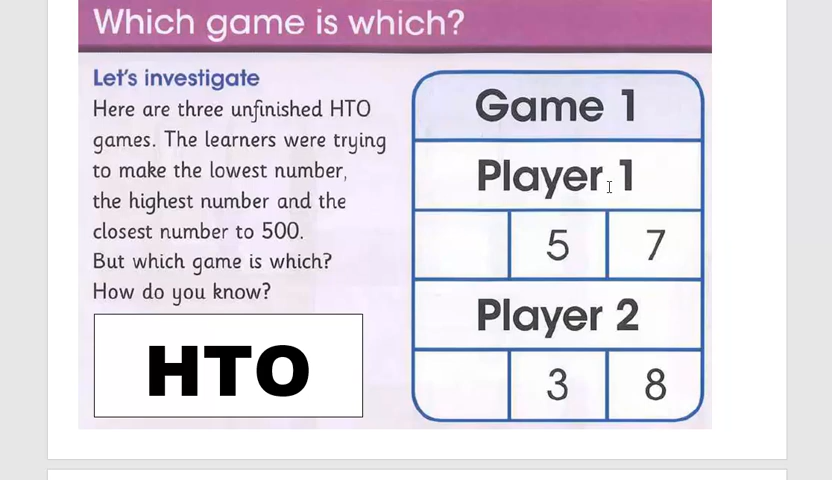 Which game is which?
Let's investigate
Here are three unfinished HTO
games. The learners were trying
to make the lowest number,
the highest number and the
closest number to 500.
But which game is which?
How do you know?
HTO
Game 1
Player 1
5 7
Player 2
3 8